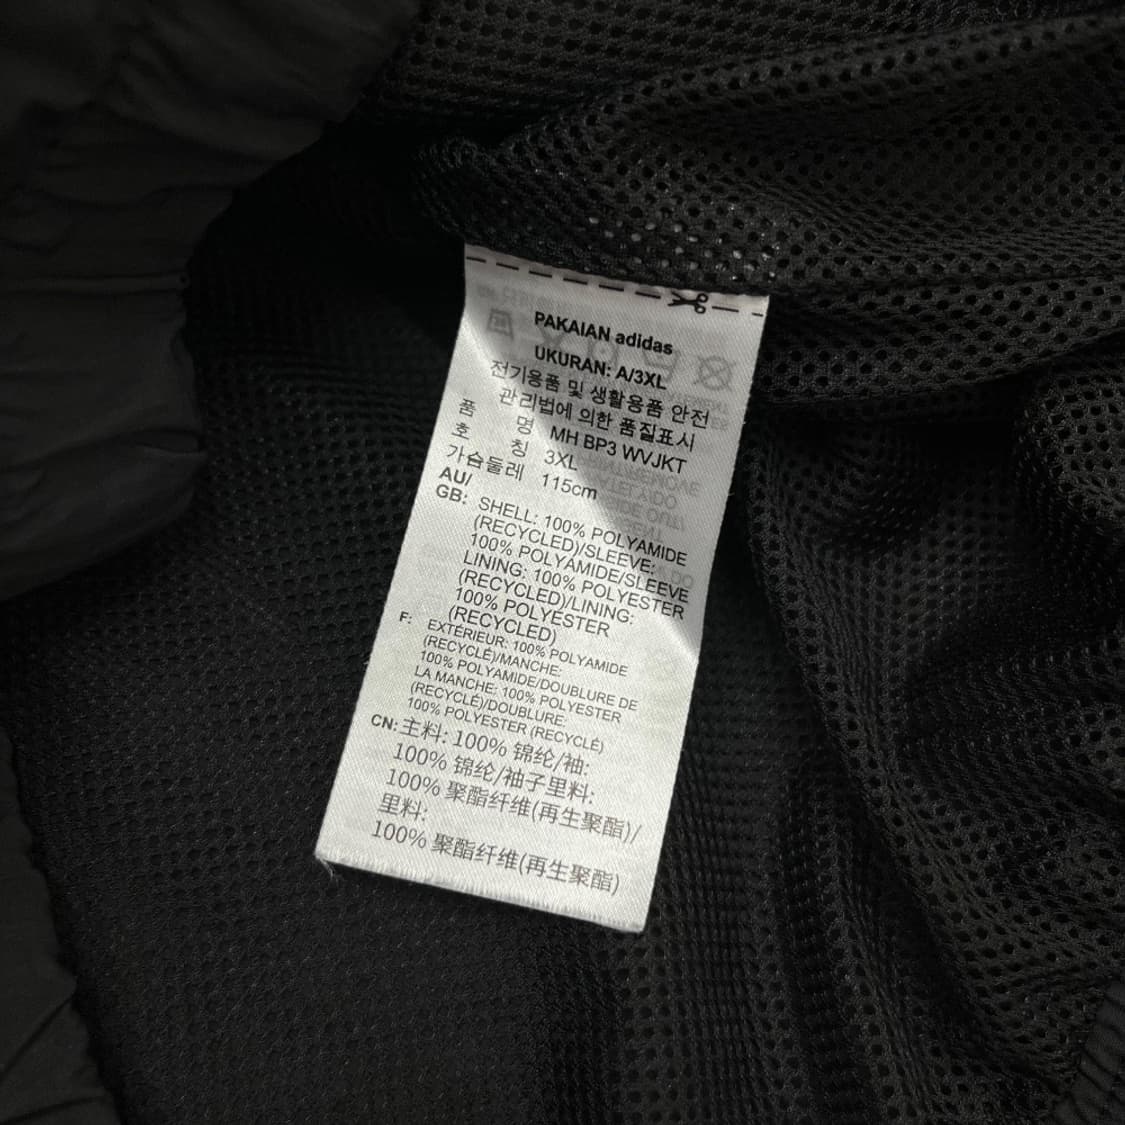 PAKAIAN adidas
UKURAN: A/3XL
전기용품 및 생활용품 안전
관리법에 의한 품질표시
품 명 MH BP3 WVJKT
호 칭 3XL
가슴둘레 115cm
AU/
GB: SHELL: 100% POLYAMIDE
(RECYCLED)/SLEEVE:
100% POLYAMIDE/SLEEVE
LINING: 100% POLYESTER
(RECYCLED)/LINING:
100% POLYESTER
(RECYCLED)
F: EXTÉRIEUR: 100% POLYAMIDE
(RECYCLÉ)/MANCHE:
100% POLYAMIDE/DOUBLURE DE
LA MANCHE: 100% POLYESTER
(RECYCLÉ)/DOUBLURE:
100% POLYESTER (RECYCLÉ)
CN: 主料: 100% 锦纶/袖:
100% 锦纶/袖子里料:
100% 聚酯纤维(再生聚酯)/
里料:
100% 聚酯纤维(再生聚酯)